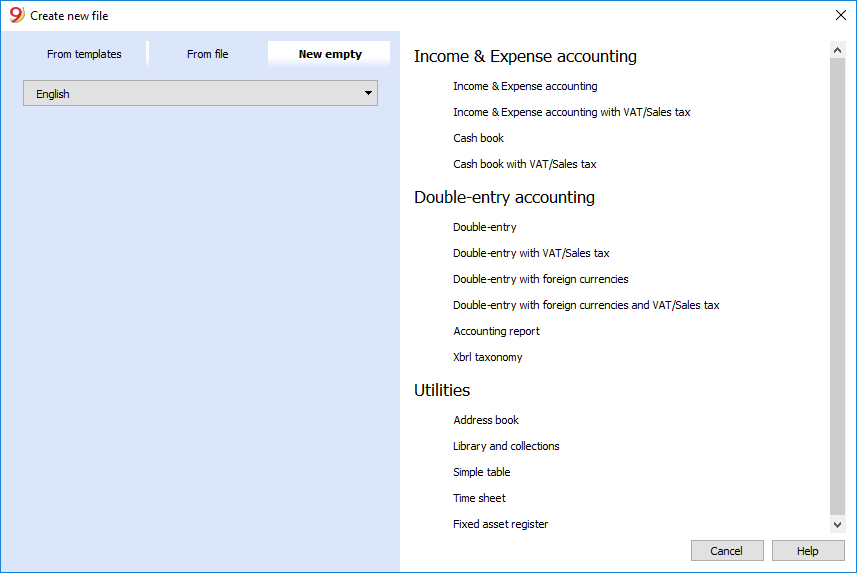 9 Create new file
From templates From file New empty
English
Income & Expense accounting
Income & Expense accounting
Income & Expense accounting with VAT/Sales tax
Cash book
Cash book with VAT/Sales tax
Double-entry accounting
Double-entry
Double-entry with VAT/Sales tax
Double-entry with foreign currencies
Double-entry with foreign currencies and VAT/Sales tax
Accounting report
Xbrl taxonomy
Utilities
Address book
Library and collections
Simple table
Time sheet
Fixed asset register
Cancel Help